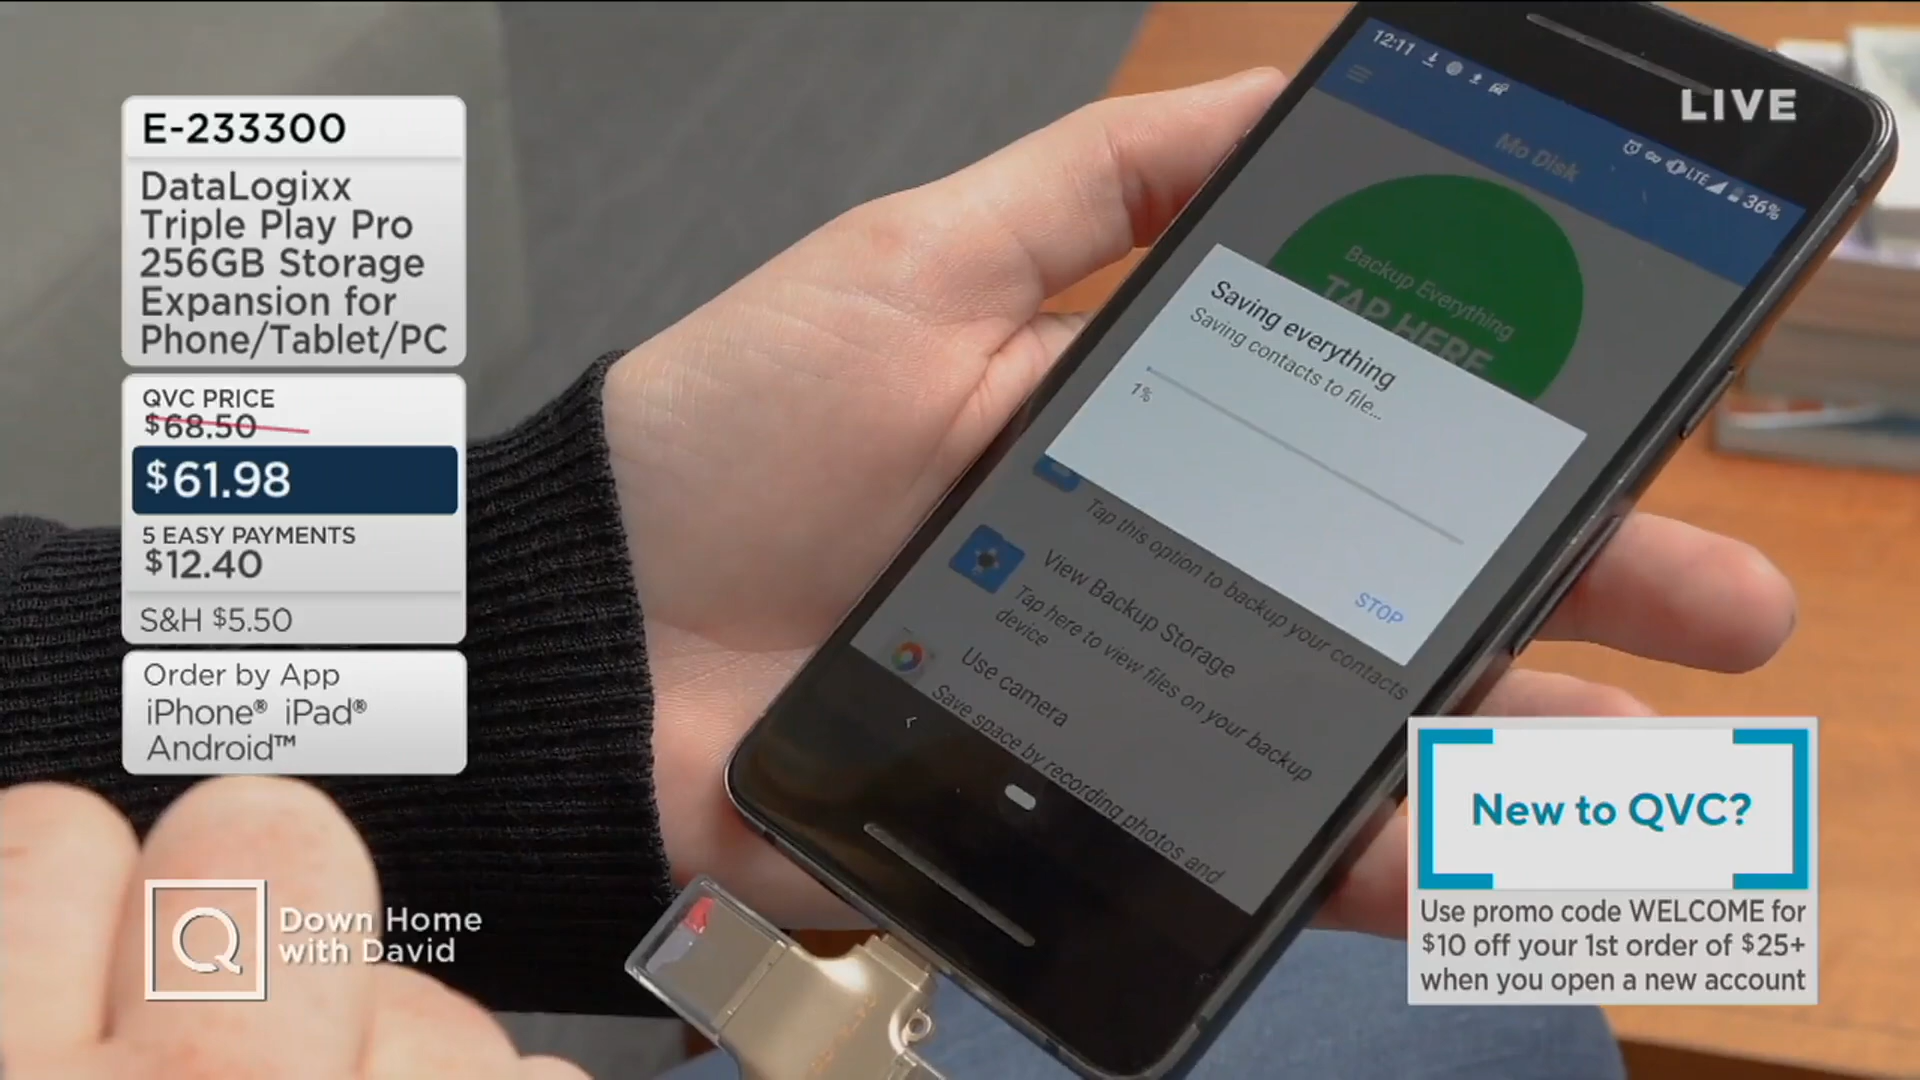 E-233300
DataLogixx
Triple Play Pro
256GB Storage
Expansion for
Phone/Tablet/PC
QVC PRICE
$68.50
$61.98
5 EASY PAYMENTS
$12.40
S&H $5.50
Order by App
iPhone® iPad®
Android™
Q
Down Home
with David
LIVE
12:11
LTE
36%
Mo Disk
Backup Everything
TAP HERE
Saving everything
Saving contacts to file...
1%
STOP
Tap this option to backup your contacts
View Backup Storage
Tap here to view files on your backup
device
Use camera
Save space by recording photos and
New to QVC?
Use promo code WELCOME for
$10 off your 1st order of $25+
when you open a new account